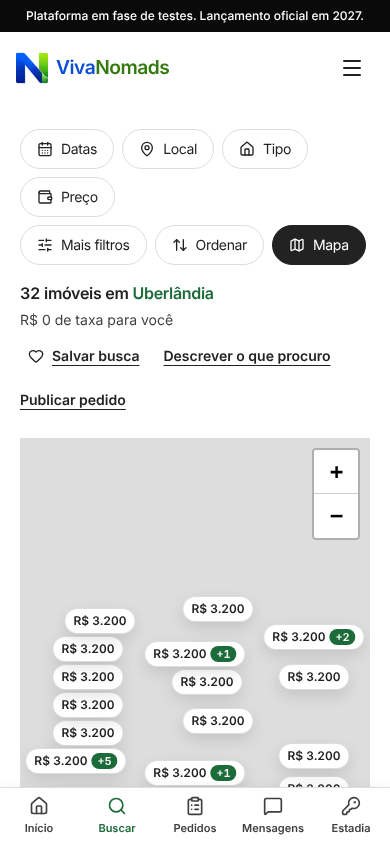 Plataforma em fase de testes. Lançamento oficial em 2027.
VivaNomads
Datas
Local
Tipo
Preço
Mais filtros
Ordenar
Mapa
32 imóveis em Uberlândia
R$ 0 de taxa para você
Salvar busca
Descrever o que procuro
Publicar pedido
+
−
R$ 3.200
R$ 3.200
R$ 3.200 +2
R$ 3.200
R$ 3.200 +1
R$ 3.200
R$ 3.200
R$ 3.200
R$ 3.200
R$ 3.200
R$ 3.200
R$ 3.200
R$ 3.200 +5
R$ 3.200
R$ 3.200 +1
Início
Buscar
Pedidos
Mensagens
Estadia